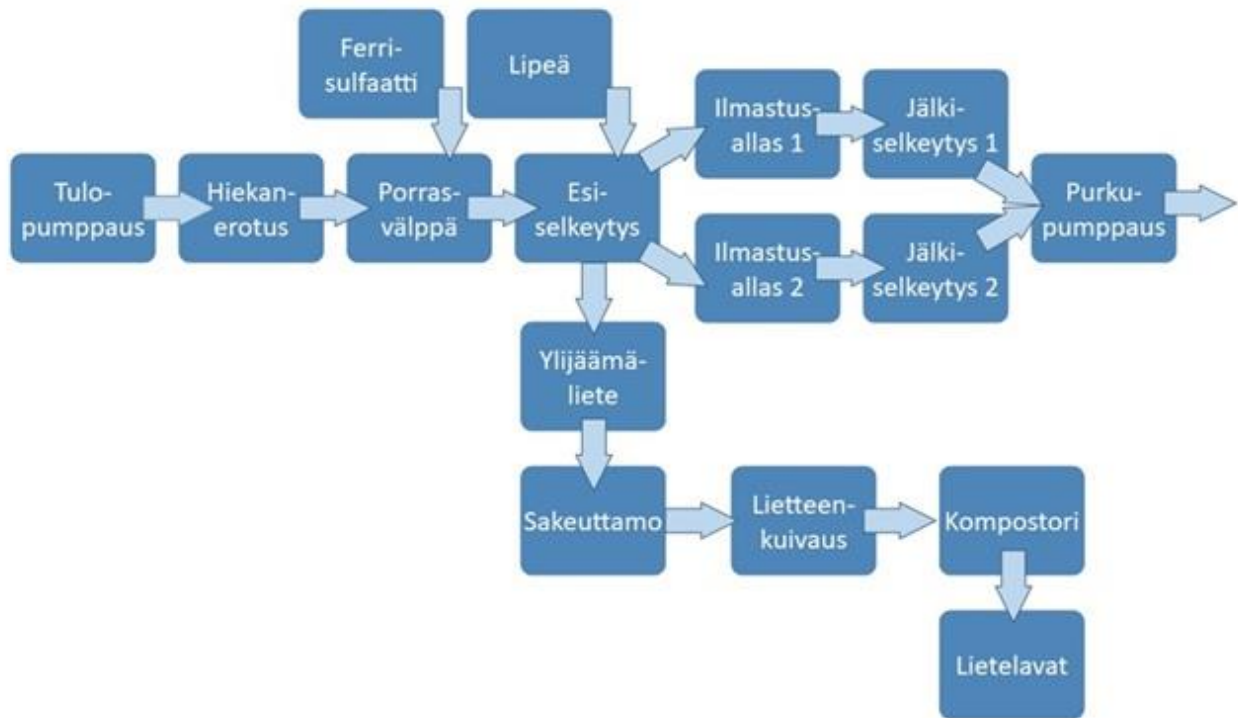 Ferri-
sulfaatti
Lipeä
Ilmastus-
allas 1
Jälki-
selkeytys 1
Tulo-
pumppaus
Hiekan-
erotus
Porras-
välppä
Esi-
selkeytys
Purku-
pumppaus
Ilmastus-
allas 2
Jälki-
selkeytys 2
Ylijäämä-
liete
Sakeuttamo
Lietteen-
kuivaus
Kompostori
Lietelavat